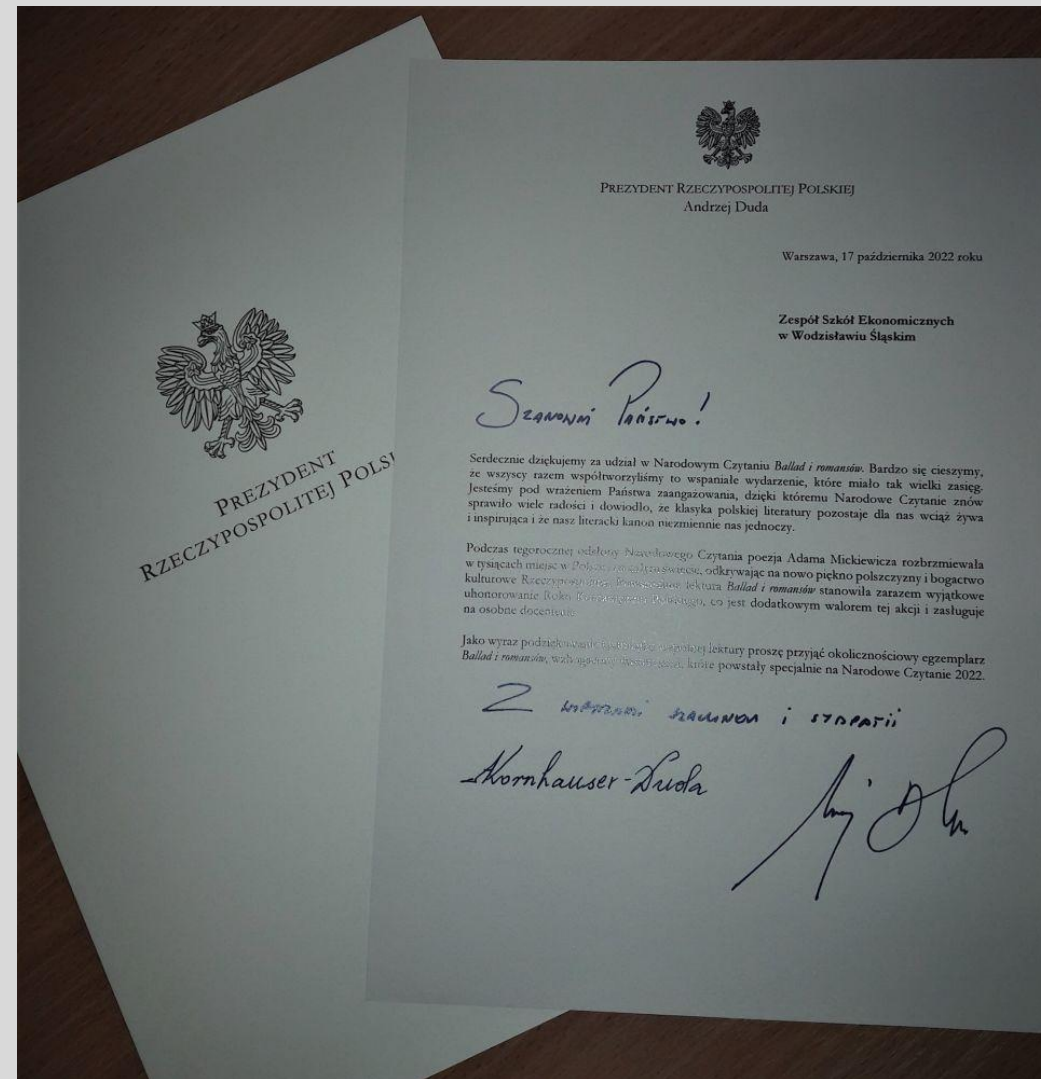 PREZYDENT
RZECZYPOSPOLITEJ POLSK
PREZYDENT RZECZYPOSPOLITEJ POLSKIEJ
Andrzej Duda
Warszawa, 17 października 2022 roku
Zespół Szkół Ekonomicznych
w Wodzisławiu Śląskim
Szanowni Państwo!
Serdecznie dziękujemy za udział w Narodowym Czytaniu Ballad i romansów. Bardzo się cieszymy,
że wszyscy razem współtworzyliśmy to wspaniałe wydarzenie, które miało tak wielki zasięg.
Jesteśmy pod wrażeniem Państwa zaangażowania, dzięki któremu Narodowe Czytanie znów
sprawiło wiele radości i dowiodło, że klasyka polskiej literatury pozostaje dla nas wciąż żywa
i inspirująca i że nasz literacki kanon niezmiennie nas jednoczy.
Podczas tegorocznej odsłony Narodowego Czytania poezja Adama Mickiewicza rozbrzmiewała
w tysiącach miejsc w Polsce i na całym świecie, odkrywając na nowo piękno polszczyzny i bogactwo
kulturowe Rzeczypospolitej. lektura Ballad i romansów stanowiła zarazem wyjątkowe
uhonorowanie Roku Romantyzmu Polskiego, co jest dodatkowym walorem tej akcji i zasługuje
na osobne docenienie.
Jako wyraz podziękowania lektury proszę przyjąć okolicznościowy egzemplarz
Ballad i romansów, które powstały specjalnie na Narodowe Czytanie 2022.
Z wyrazami szacunku i sympatii
AKornhauser-Duda